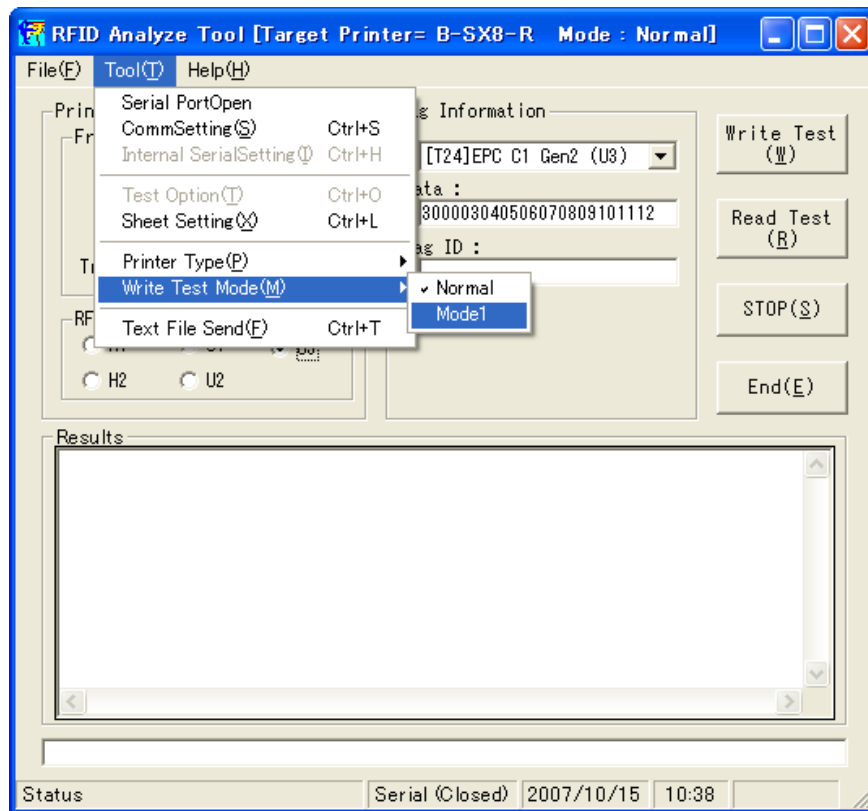 RFID Analyze Tool [Target Printer= B-SX8-R Mode : Normal]
File(F) Tool(T) Help(H)
Serial PortOpen
CommSetting(S) Ctrl+S
Internal SerialSetting(I) Ctrl+H
Test Option(T) Ctrl+O
Sheet Setting(X) Ctrl+L
Printer Type(P)
Write Test Mode(M)
Text File Send(F) Ctrl+T
Normal
Mode1
Information
[T24]EPC C1 Gen2 (U3)
300003040506070809101112
ID :
H2 U2
Write Test
(W)
Read Test
(R)
STOP(S)
End(E)
Results
Status Serial (Closed) 2007/10/15 10:38